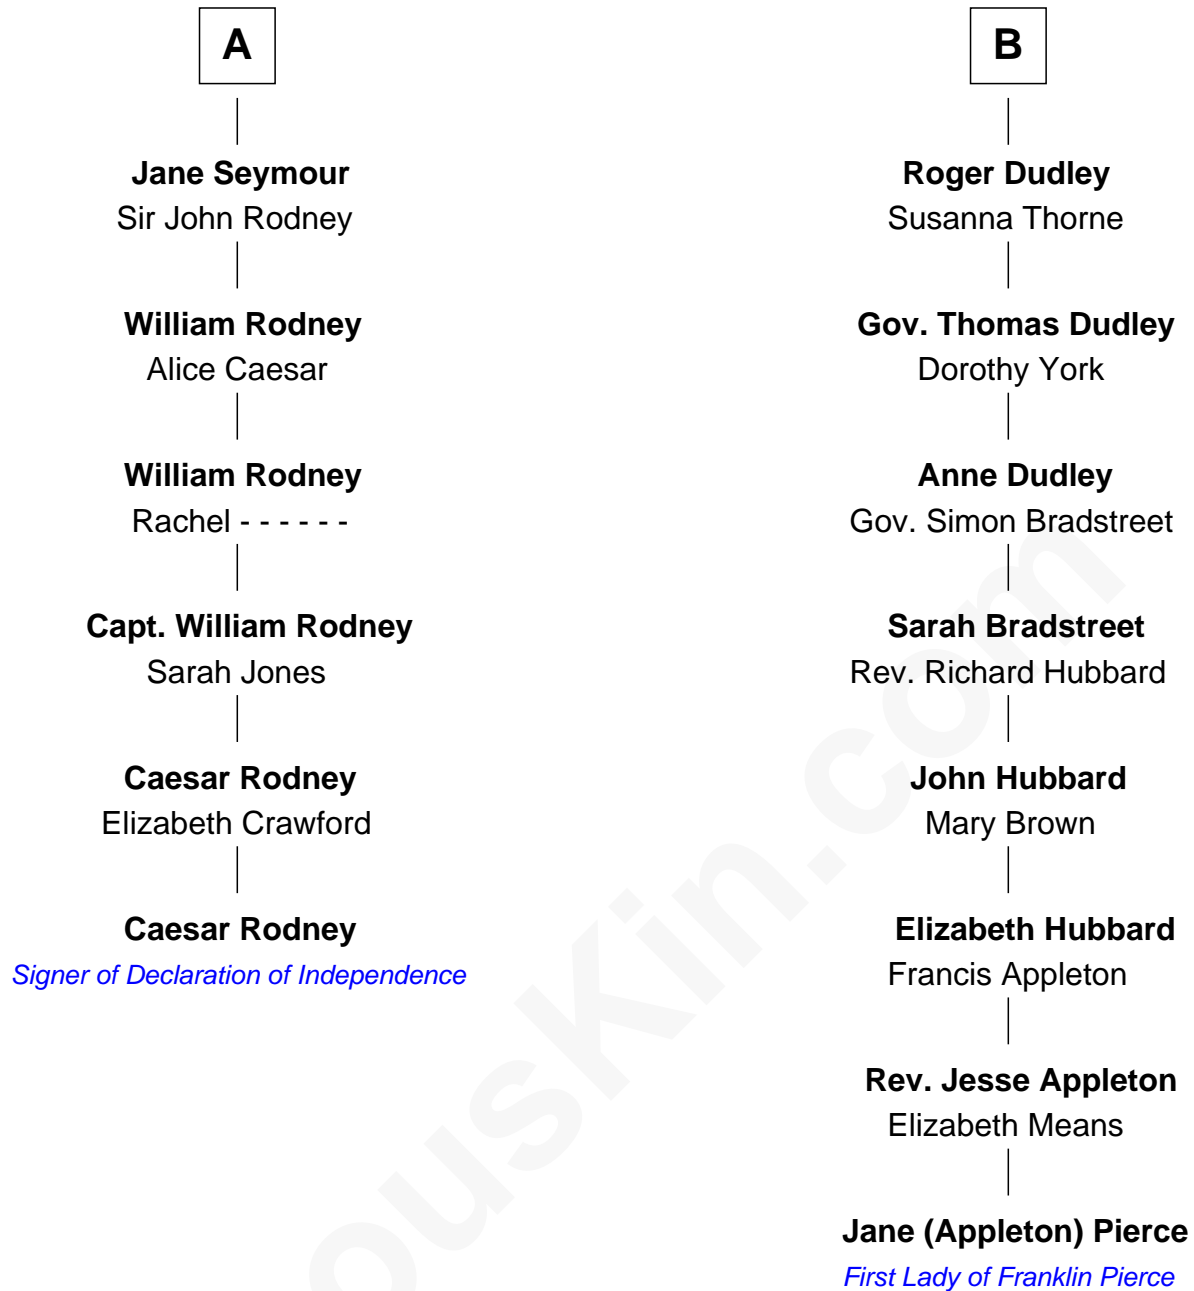 A
Jane Seymour
Sir John Rodney
William Rodney
Alice Caesar
William Rodney
Rachel - - - - - -
Capt. William Rodney
Sarah Jones
Caesar Rodney
Elizabeth Crawford
Caesar Rodney
Signer of Declaration of Independence
B
Roger Dudley
Susanna Thorne
Gov. Thomas Dudley
Dorothy York
Anne Dudley
Gov. Simon Bradstreet
Sarah Bradstreet
Rev. Richard Hubbard
John Hubbard
Mary Brown
Elizabeth Hubbard
Francis Appleton
Rev. Jesse Appleton
Elizabeth Means
Jane (Appleton) Pierce
First Lady of Franklin Pierce
ouskin.com